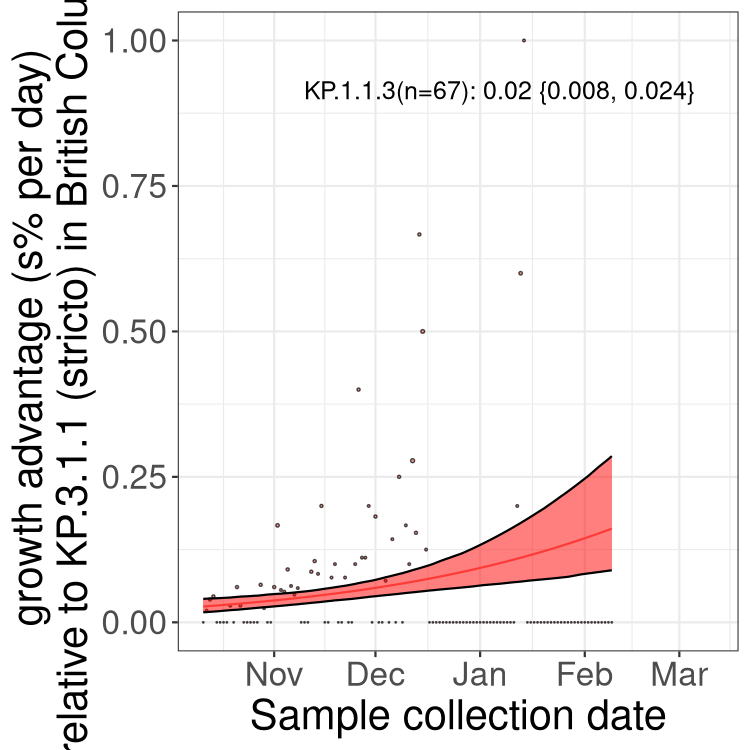 growth advantage (s% per day)
relative to KP.3.1.1 (stricto) in British Colu
1.00
0.75
0.50
0.25
0.00
KP.1.1.3(n=67): 0.02 {0.008, 0.024}
Nov Dec Jan Feb Mar
Sample collection date